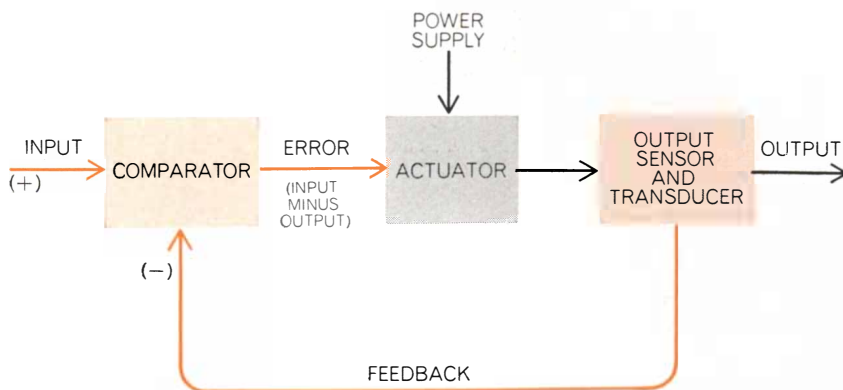 POWER
SUPPLY
INPUT
(+)
COMPARATOR
ERROR
(INPUT
MINUS
OUTPUT)
ACTUATOR
OUTPUT
SENSOR
AND
TRANSDUCER
OUTPUT
(−)
FEEDBACK